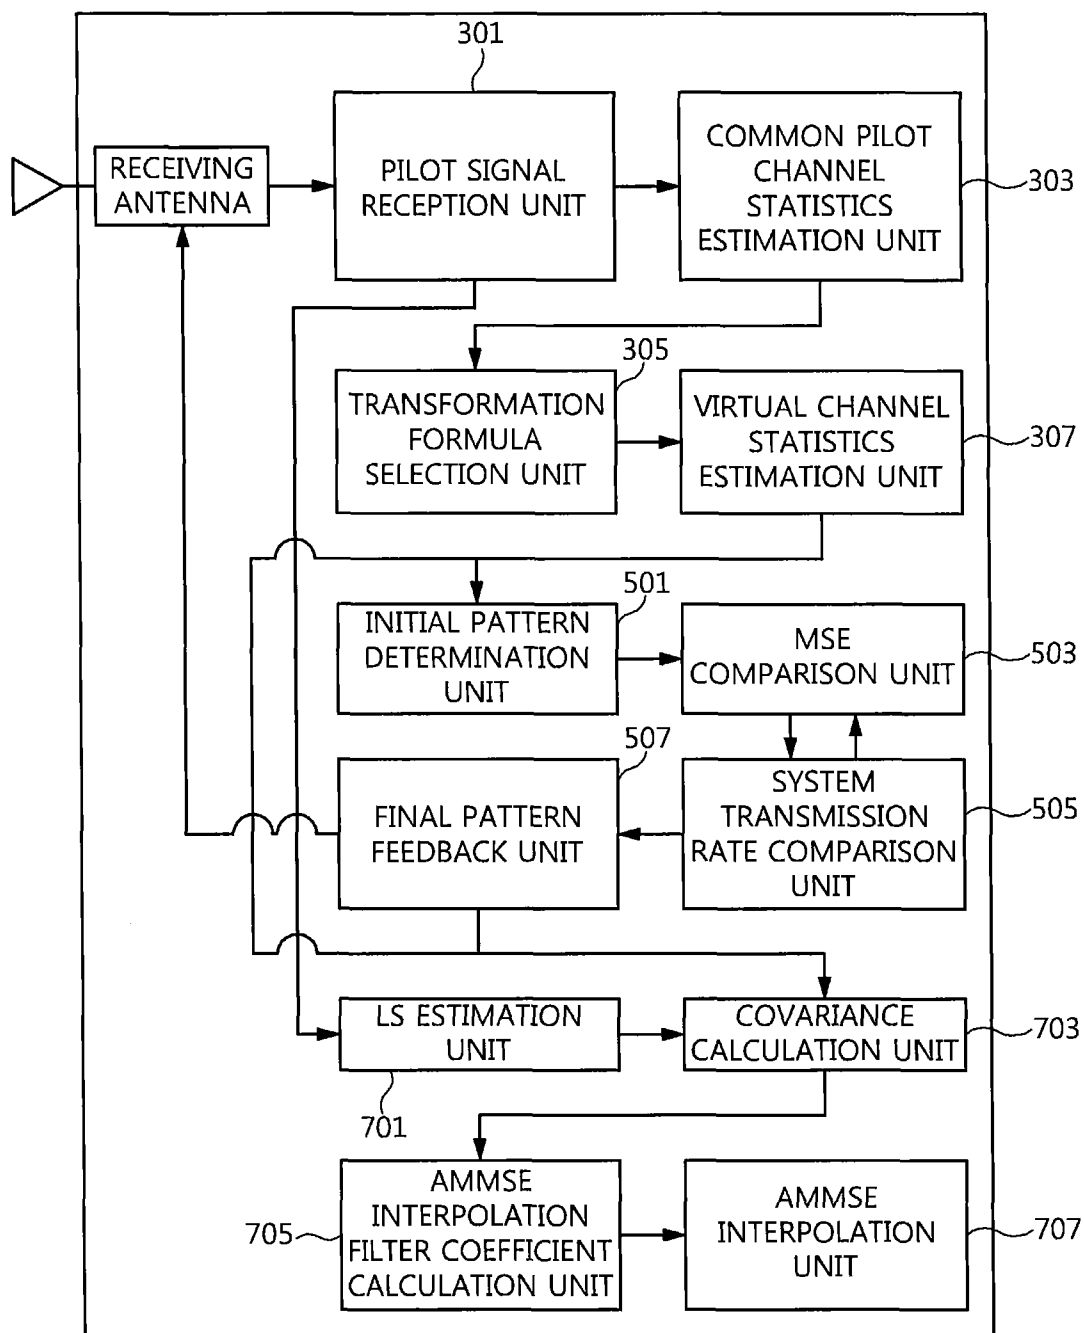 301
RECEIVING
ANTENNA
PILOT SIGNAL
RECEPTION UNIT
COMMON PILOT
CHANNEL
STATISTICS
ESTIMATION UNIT
303
305
TRANSFORMATION
FORMULA
SELECTION UNIT
VIRTUAL CHANNEL
STATISTICS
ESTIMATION UNIT
307
501
INITIAL PATTERN
DETERMINATION
UNIT
MSE
COMPARISON UNIT
503
507
FINAL PATTERN
FEEDBACK UNIT
SYSTEM
TRANSMISSION
RATE COMPARISON
UNIT
505
LS ESTIMATION
UNIT
701
COVARIANCE
CALCULATION UNIT
703
705
AMMSE
INTERPOLATION
FILTER COEFFICIENT
CALCULATION UNIT
AMMSE
INTERPOLATION
UNIT
707